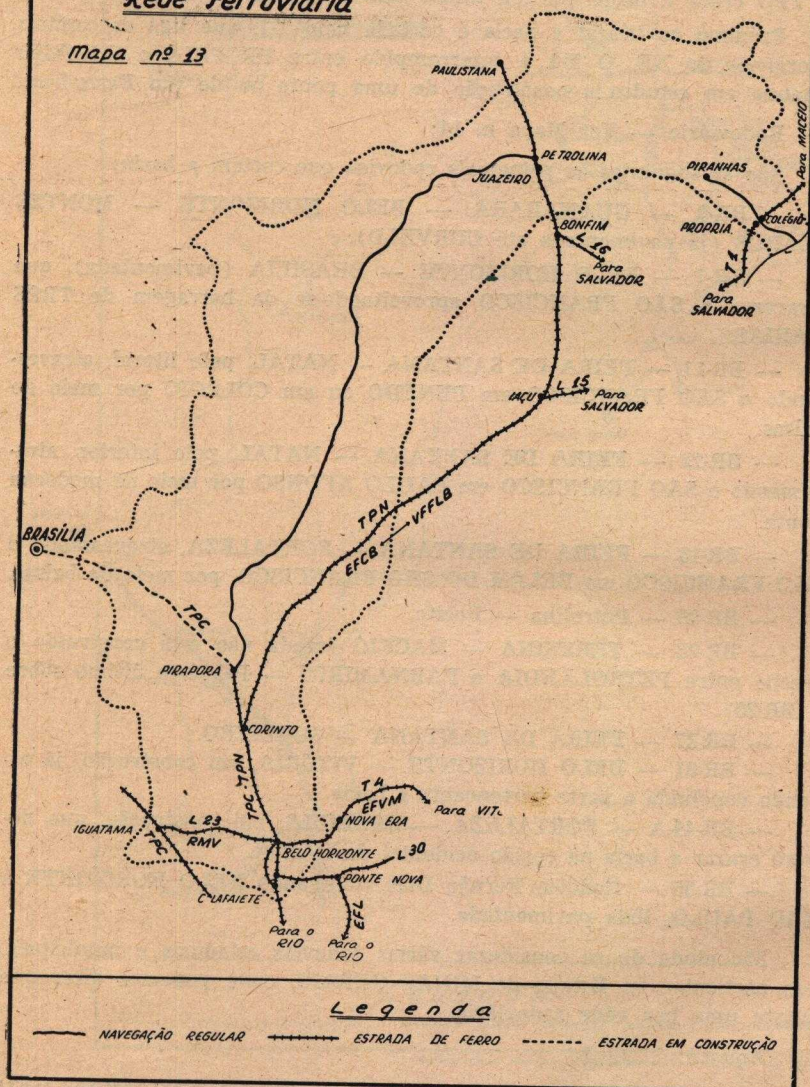 Rede Ferroviária
Mapa nº 13
PAULISTANA
PETROLINA
JUAZEIRO
PIRANHAS
Para MACEIÓ
COLÉGIO
PROPRIÁ
BONFIM
L 16
Para
SALVADOR
T 1
Para
SALVADOR
IAÇU
L 15
Para
SALVADOR
TPN
EFCB
VFFLB
BRASÍLIA
TPC
PIRAPORA
CORINTO
TPC-TPN
T 4
EFVM
Para VIT
NOVA ERA
IGUATAMA
L 23
RMV
TPC
BELO HORIZONTE
L 30
PONTE NOVA
C. LAFAIETE
EFL
Para o
RIO
Para o
RIO
Legenda
NAVEGAÇÃO REGULAR
ESTRADA DE FERRO
ESTRADA EM CONSTRUÇÃO